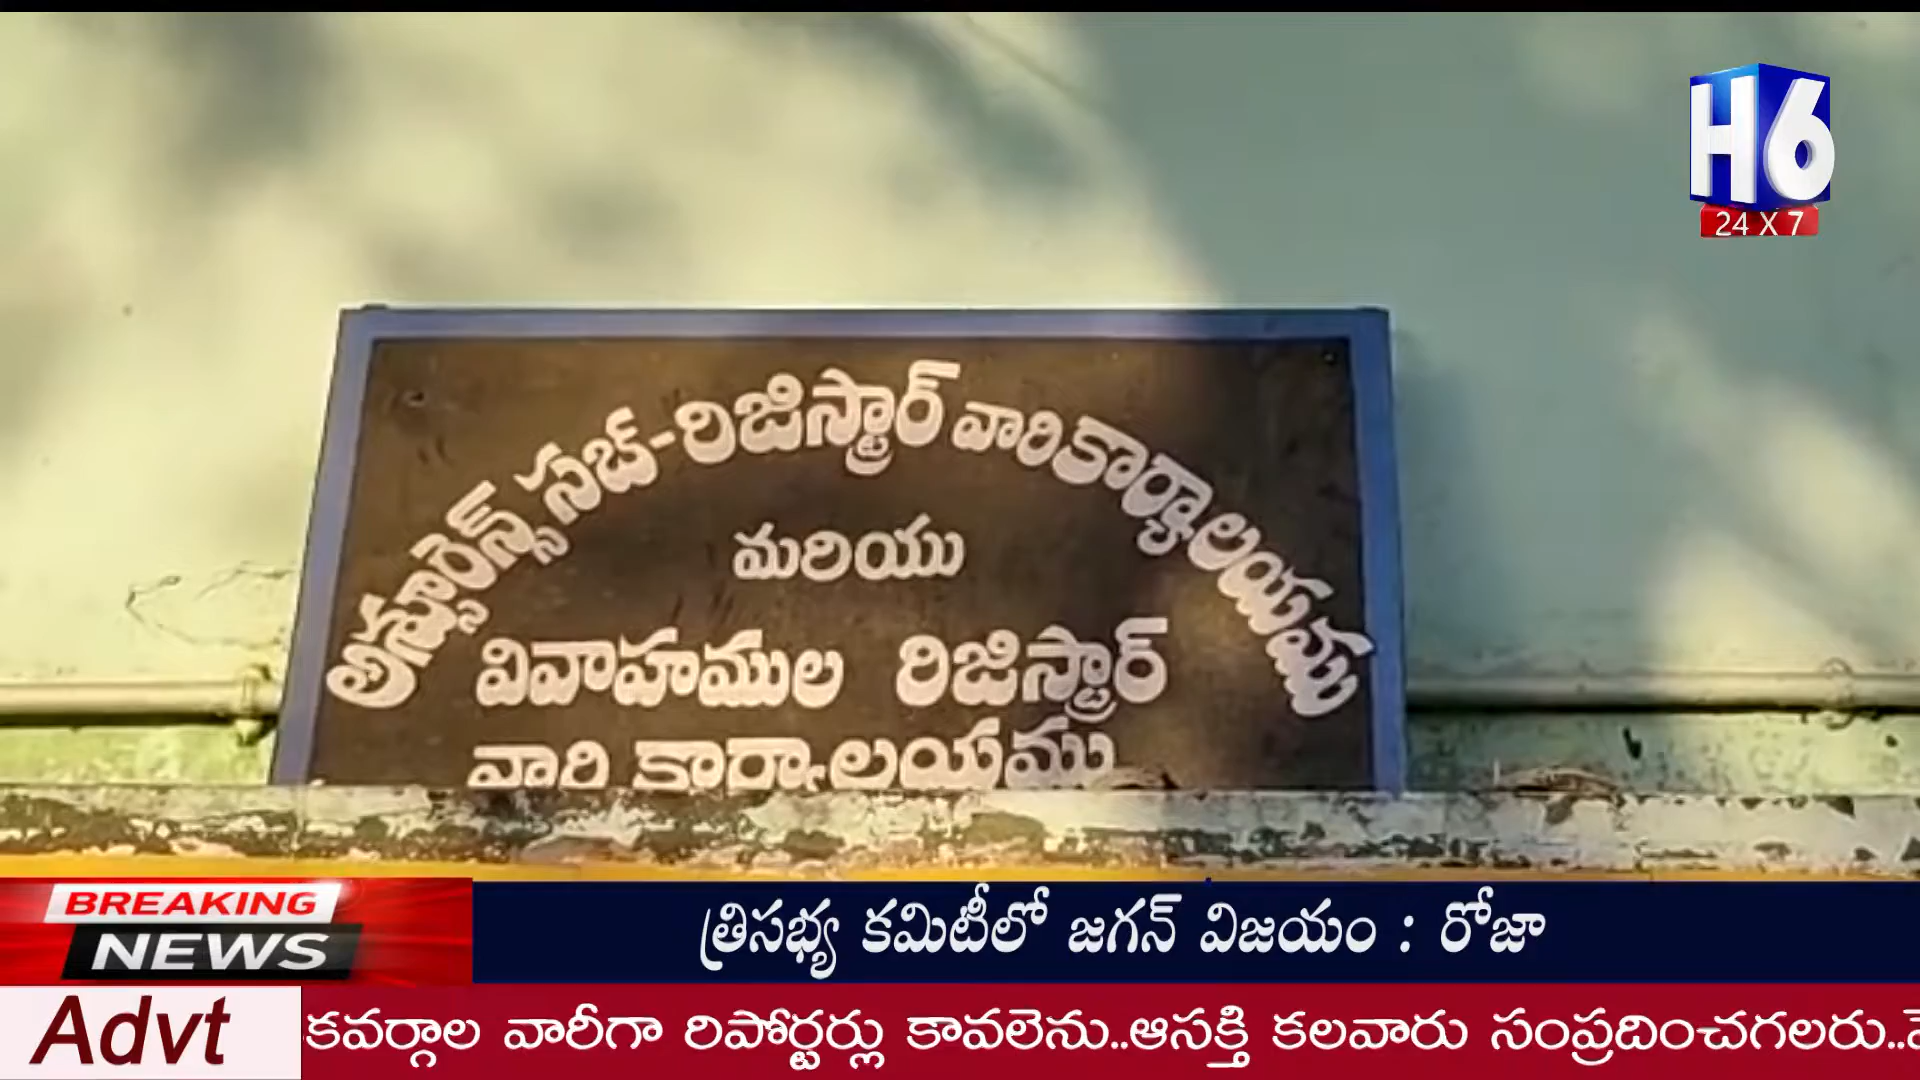 H6
24 X 7
అస్సూరెన్స్ సబ్-రిజిస్ట్రార్ వారి కార్యాలయము
మరియు
వివాహముల రిజిస్ట్రార్
వారి కార్యాలయము
BREAKING
NEWS
త్రిసభ్య కమిటీలో జగన్ విజయం : రోజా
Advt
కవర్గాల వారీగా రిపోర్టర్లు కావలెను..ఆసక్తి కలవారు సంప్రదించగలరు..